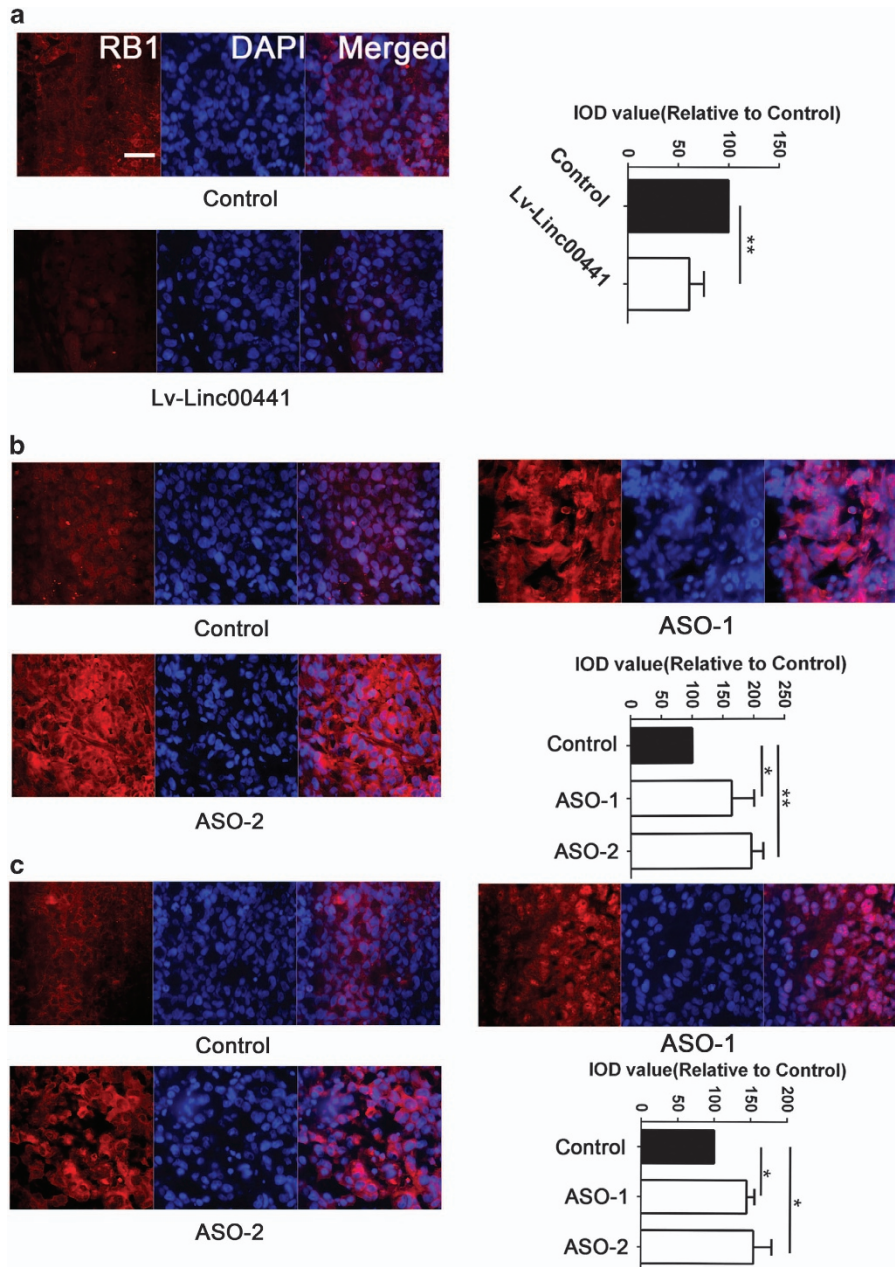 a
RB1 DAPI Merged
Control
Lv-Linc00441
IOD value(Relative to Control)
0 50 100 150
Control
Lv-Linc00441
**
b
Control
ASO-2
ASO-1
IOD value(Relative to Control)
0 50 100 150 200 250
Control
ASO-1
ASO-2
*
**
c
Control
ASO-2
ASO-1
IOD value(Relative to Control)
0 50 100 150 200
Control
ASO-1
ASO-2
*
*